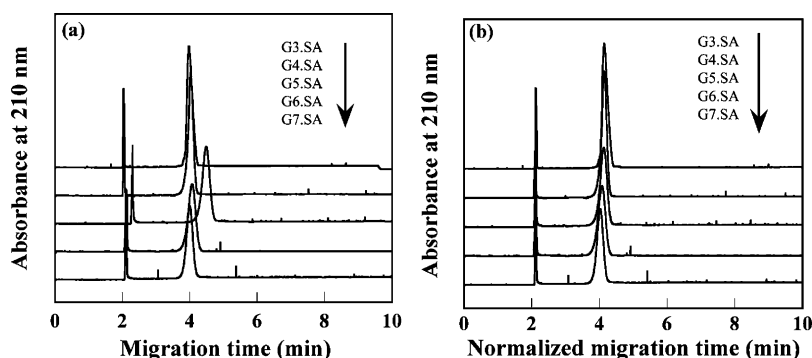 (a)
G3.SA
G4.SA
G5.SA
G6.SA
G7.SA
Absorbance at 210 nm
0 2 4 6 8 10
Migration time (min)
(b)
G3.SA
G4.SA
G5.SA
G6.SA
G7.SA
Absorbance at 210 nm
0 2 4 6 8 10
Normalized migration time (min)